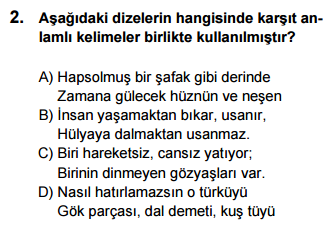 2. Aşağıdaki dizelerin hangisinde karşıt an-
lamlı kelimeler birlikte kullanılmıştır?
A) Hapsolmuş bir şafak gibi derinde
Zamana gülecek hüznün ve neşen
B) İnsan yaşamaktan bıkar, usanır,
Hülyaya dalmaktan usanmaz.
C) Biri hareketsiz, cansız yatıyor;
Birinin dinmeyen gözyaşları var.
D) Nasıl hatırlamazsın o türküyü
Gök parçası, dal demeti, kuş tüyü